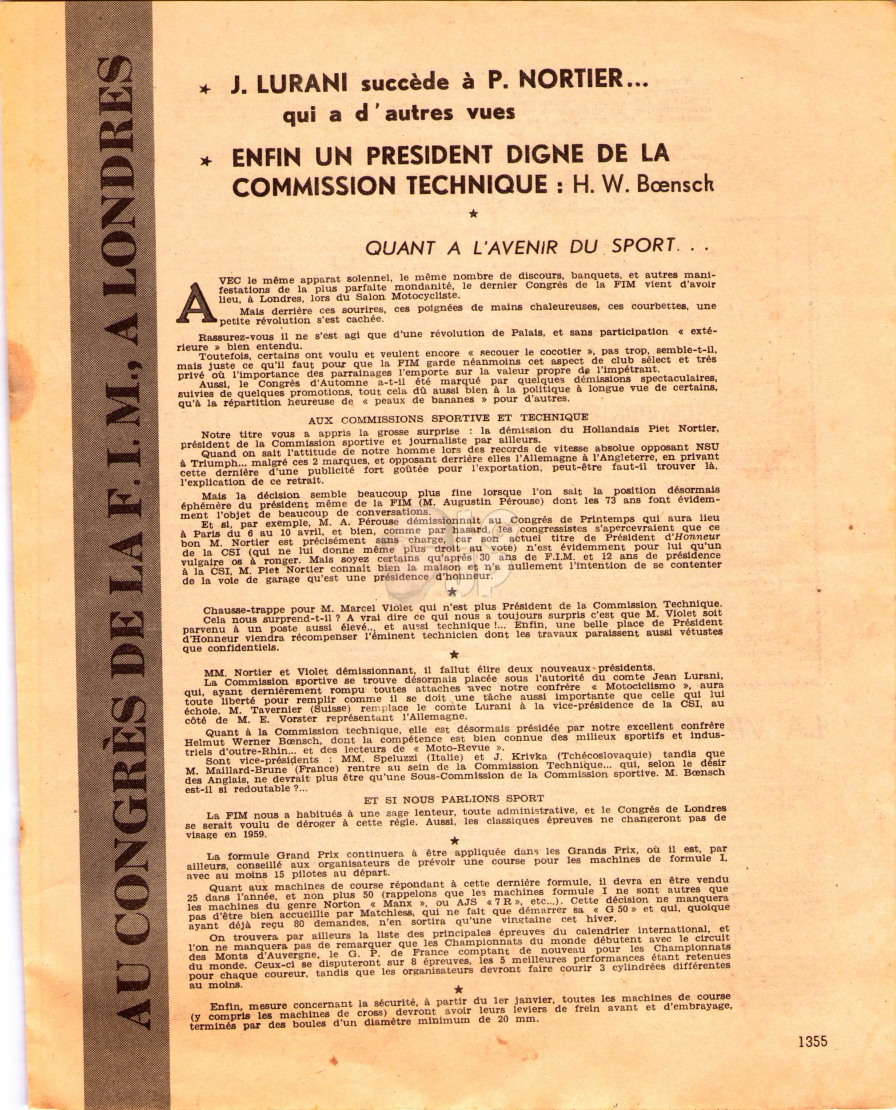 AU CONGRÈS DE LA F.I.M., A LONDRES
★ J. LURANI succède à P. NORTIER...
qui a d'autres vues
★ ENFIN UN PRESIDENT DIGNE DE LA
COMMISSION TECHNIQUE : H. W. Bœnsch
★
QUANT A L'AVENIR DU SPORT...
AVEC le même apparat solennel, le même nombre de discours, banquets, et autres mani-
festations de la plus parfaite mondanité, le dernier Congrès de la FIM vient d'avoir
lieu, à Londres, lors du Salon Motocycliste.
Mais derrière ces sourires, ces poignées de mains chaleureuses, ces courbettes, une
petite révolution s'est cachée.
Rassurez-vous il ne s'est agi que d'une révolution de Palais, et sans participation « exté-
rieure » bien entendu.
Toutefois, certains ont voulu et veulent encore « secouer le cocotier », pas trop, semble-t-il,
mais juste ce qu'il faut pour que la FIM garde néanmoins cet aspect de club sélect et très
privé où l'importance des parrainages l'emporte sur la valeur propre de l'impétrant.
Aussi, le Congrès d'Automne a-t-il été marqué par quelques démissions spectaculaires,
suivies de quelques promotions, tout cela dû aussi bien à la politique à longue vue de certains,
qu'à la répartition heureuse de « peaux de bananes » pour d'autres.
AUX COMMISSIONS SPORTIVE ET TECHNIQUE
Notre titre vous a appris la grosse surprise : la démission du Hollandais Piet Nortier,
président de la Commission sportive et journaliste par ailleurs.
Quand on sait l'attitude de notre homme lors des records de vitesse absolue opposant NSU
à Triumph... malgré ces 2 marques, et opposant derrière elles l'Allemagne à l'Angleterre, en privant
cette dernière d'une publicité fort goûtée pour l'exportation, peut-être faut-il trouver là,
l'explication de ce retrait.
Mais la décision semble beaucoup plus fine lorsque l'on sait la position désormais
éphémère du président même de la FIM (M. Augustin Pérouse) dont les 73 ans font évidem-
ment l'objet de beaucoup de conversations.
Et si, par exemple, M. A. Pérouse démissionnait au Congrès de Printemps qui aura lieu
à Paris du 6 au 10 avril, et bien, comme par hasard, les congressistes s'apercevraient que ce
bon M. Nortier est précisément sans charge, car son actuel titre de Président d'Honneur
de la CSI (qui ne lui donne même plus droit au vote) n'est évidemment pour lui qu'un
vulgaire os à ronger. Mais soyez certains qu'après 30 ans de F.I.M. et 12 ans de présidence
à la CSI, M. Piet Nortier connaît bien la maison et n'a nullement l'intention de se contenter
de la voie de garage qu'est une présidence d'honneur.
★
Chausse-trappe pour M. Marcel Violet qui n'est plus Président de la Commission Technique.
Cela nous surprend-t-il ? A vrai dire ce qui nous a toujours surpris c'est que M. Violet soit
parvenu à un poste aussi élevé.. et aussi technique !... Enfin, une belle place de Président
d'Honneur viendra récompenser l'éminent technicien dont les travaux paraissent aussi vétustes
que confidentiels.
★
MM. Nortier et Violet démissionnant, il fallut élire deux nouveaux présidents.
La Commission sportive se trouve désormais placée sous l'autorité du comte Jean Lurani,
qui, ayant dernièrement rompu toutes attaches avec notre confrère « Motociclismo », aura
toute liberté pour remplir comme il se doit une tâche aussi importante que celle qui lui
échoie. M. Tavernier (Suisse) remplace le comte Lurani à la vice-présidence de la CSI, au
côté de M. E. Vorster représentant l'Allemagne.
Quant à la Commission technique, elle est désormais présidée par notre excellent confrère
Helmut Werner Bœnsch, dont la compétence est bien connue des milieux sportifs et indus-
triels d'outre-Rhin... et des lecteurs de « Moto-Revue ».
Sont vice-présidents : MM. Speluzzi (Italie) et J. Krivka (Tchécoslovaquie) tandis que
M. Maillard-Brune (France) rentre au sein de la Commission Technique... qui, selon le désir
des Anglais, ne devrait plus être qu'une Sous-Commission de la Commission sportive. M. Bœnsch
est-il si redoutable ?...
ET SI NOUS PARLIONS SPORT
La FIM nous a habitués à une sage lenteur, toute administrative, et le Congrès de Londres
se serait voulu de déroger à cette règle. Aussi, les classiques épreuves ne changeront pas de
visage en 1959.
★
La formule Grand Prix continuera à être appliquée dans les Grands Prix, où il est, par
ailleurs, conseillé aux organisateurs de prévoir une course pour les machines de formule I,
avec au moins 15 pilotes au départ.
Quant aux machines de course répondant à cette dernière formule, il devra en être vendu
25 dans l'année, et non plus 50 (rappelons que les machines formule I ne sont autres que
les machines du genre Norton « Manx », ou AJS « 7 R », etc...). Cette décision ne manquera
pas d'être bien accueillie par Matchless, qui ne fait que démarrer sa « G 50 » et qui, quoique
ayant déjà reçu 80 demandes, n'en sortira qu'une vingtaine cet hiver.
On trouvera par ailleurs la liste des principales épreuves du calendrier international, et
l'on ne manquera pas de remarquer que les Championnats du monde débutent avec le circuit
des Monts d'Auvergne, le G. P. de France comptant de nouveau pour les Championnats
du monde. Ceux-ci se disputeront sur 8 épreuves, les 5 meilleures performances étant retenues
pour chaque coureur, tandis que les organisateurs devront faire courir 3 cylindrées différentes
au moins.
★
Enfin, mesure concernant la sécurité, à partir du 1er janvier, toutes les machines de course
(y compris les machines de cross) devront avoir leurs leviers de frein avant et d'embrayage,
terminés par des boules d'un diamètre minimum de 20 mm.
1355